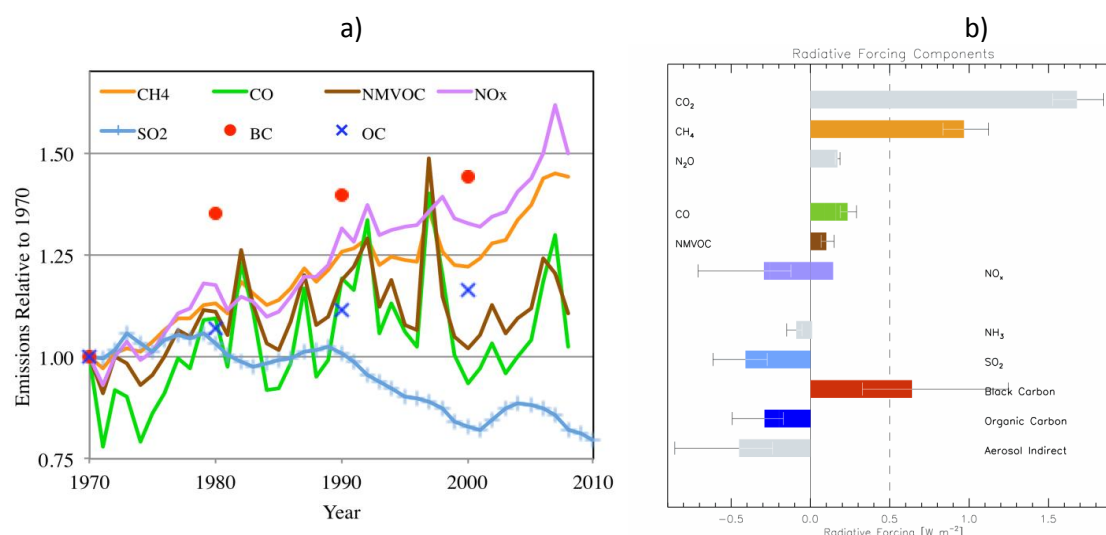 a)
CH4 CO NMVOC NOx
SO2 BC OC
1.50
1.25
1.00
0.75
Emissions Relative to 1970
1970 1980 1990 2000 2010
Year
b)
Radiative Forcing Components
CO₂
CH₄
N₂O
CO
NMVOC
NOₓ
NH₃
SO₂
Black Carbon
Organic Carbon
Aerosol Indirect
-0.5 0.0 0.5 1.0 1.5
Radiative Forcing [W m⁻²]